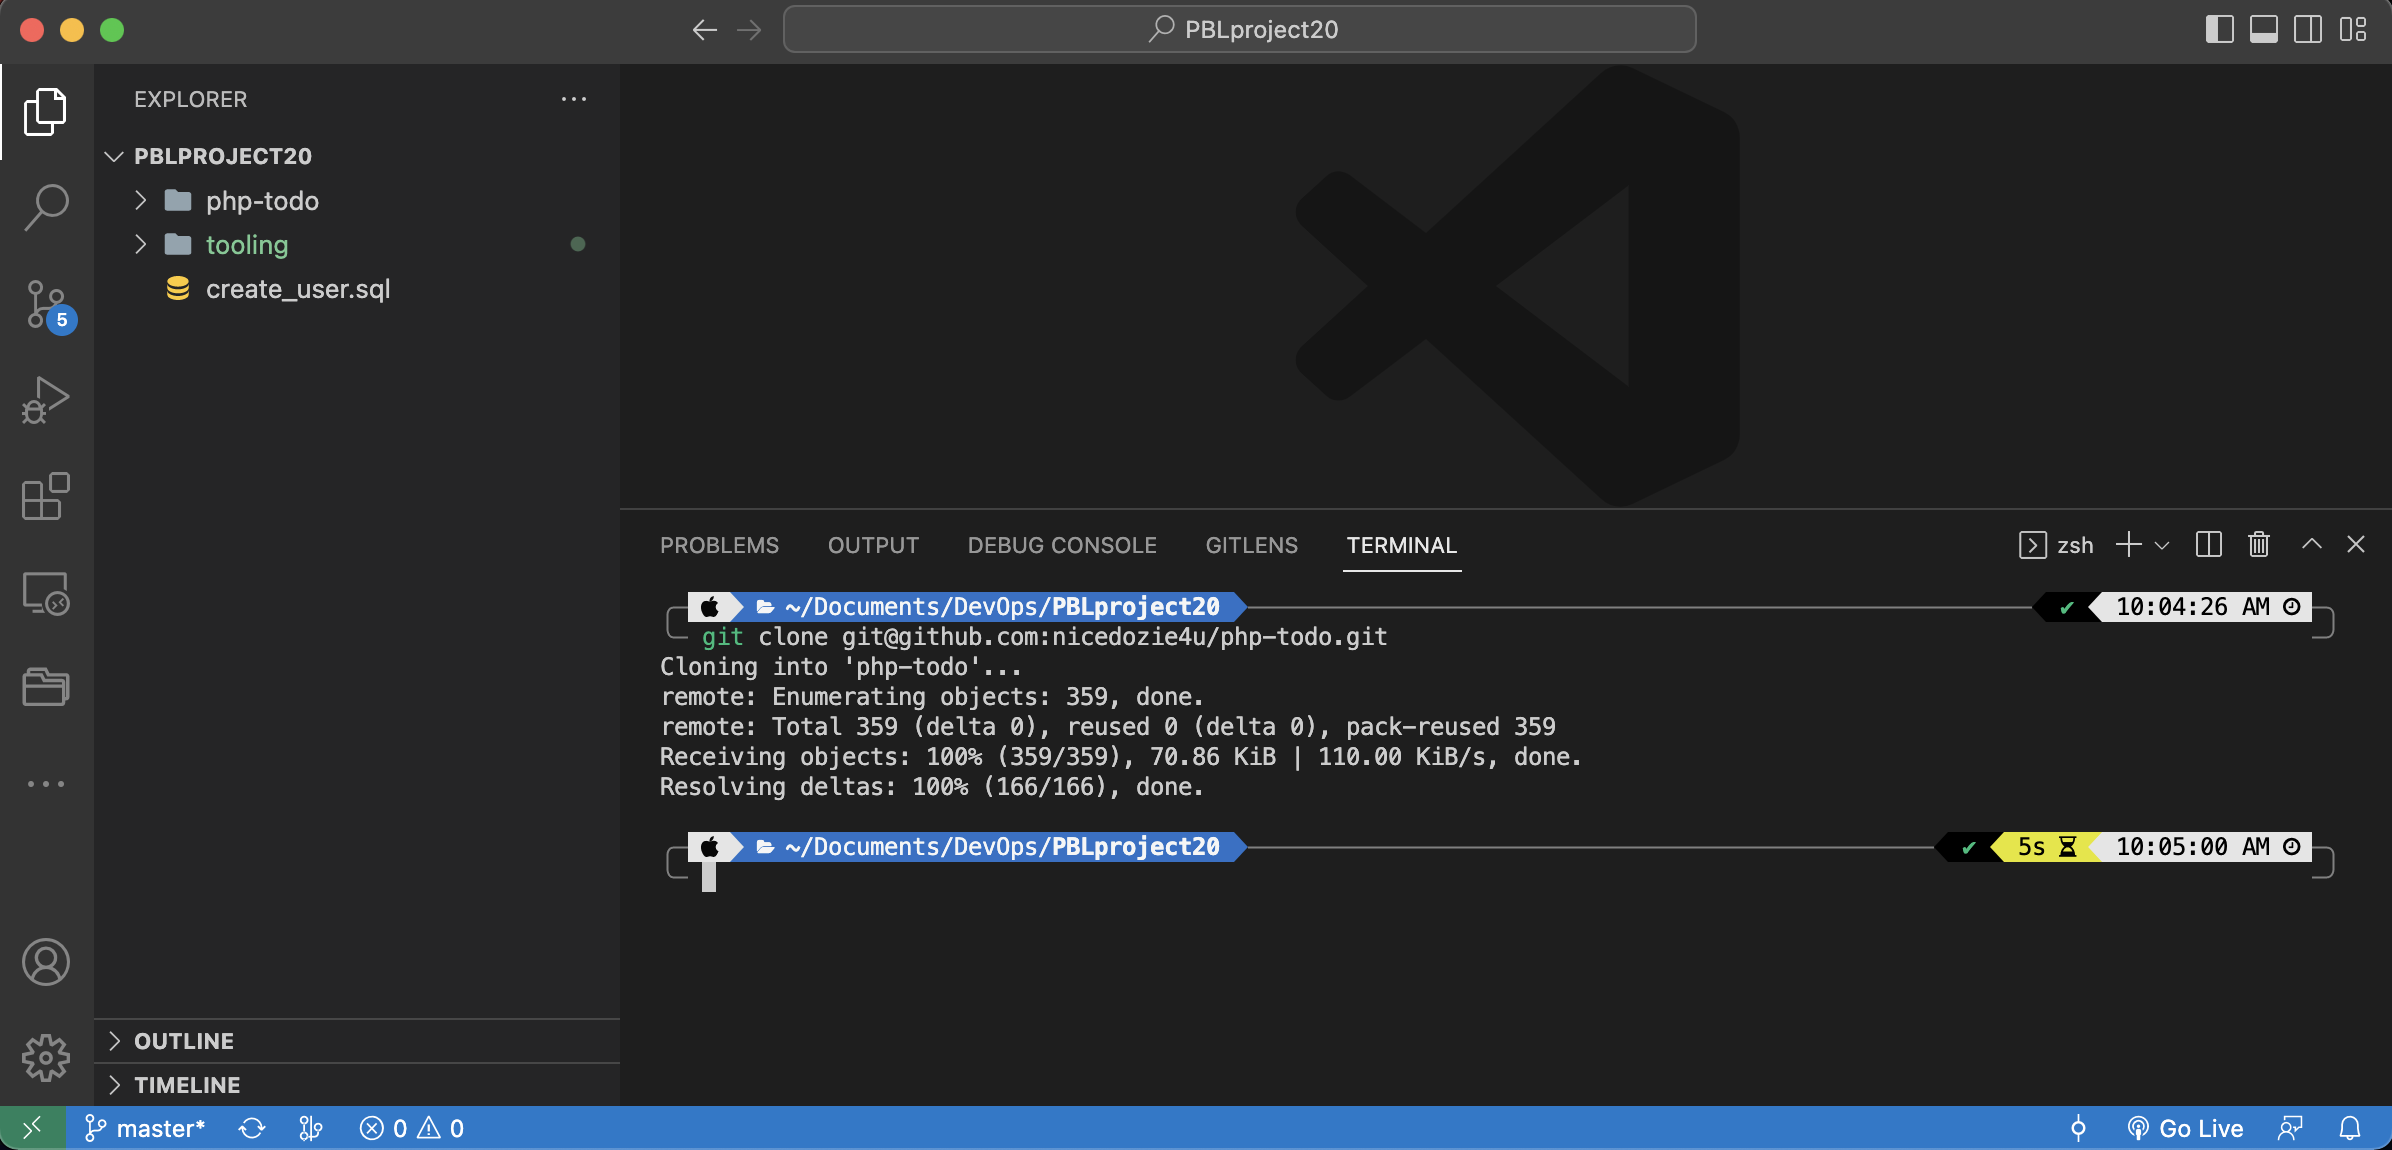 PBLproject20
EXPLORER
PBLPROJECT20
php-todo
tooling
create_user.sql
5
OUTLINE
TIMELINE
PROBLEMS OUTPUT DEBUG CONSOLE GITLENS TERMINAL zsh
~/Documents/DevOps/PBLproject20 ✔ 10:04:26 AM
git clone git@github.com:nicedozie4u/php-todo.git
Cloning into 'php-todo'...
remote: Enumerating objects: 359, done.
remote: Total 359 (delta 0), reused 0 (delta 0), pack-reused 359
Receiving objects: 100% (359/359), 70.86 KiB | 110.00 KiB/s, done.
Resolving deltas: 100% (166/166), done.
~/Documents/DevOps/PBLproject20 ✔ 5s 10:05:00 AM
master* 0 0 Go Live